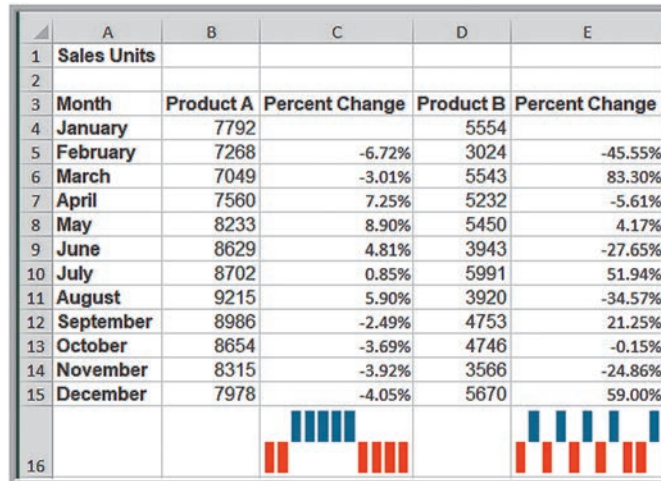 A B C D E
1 Sales Units
2
3 Month Product A Percent Change Product B Percent Change
4 January 7792 5554
5 February 7268 -6.72% 3024 -45.55%
6 March 7049 -3.01% 5543 83.30%
7 April 7560 7.25% 5232 -5.61%
8 May 8233 8.90% 5450 4.17%
9 June 8629 4.81% 3943 -27.65%
10 July 8702 0.85% 5991 51.94%
11 August 9215 5.90% 3920 -34.57%
12 September 8986 -2.49% 4753 21.25%
13 October 8654 -3.69% 4746 -0.15%
14 November 8315 -3.92% 3566 -24.86%
15 December 7978 -4.05% 5670 59.00%
16